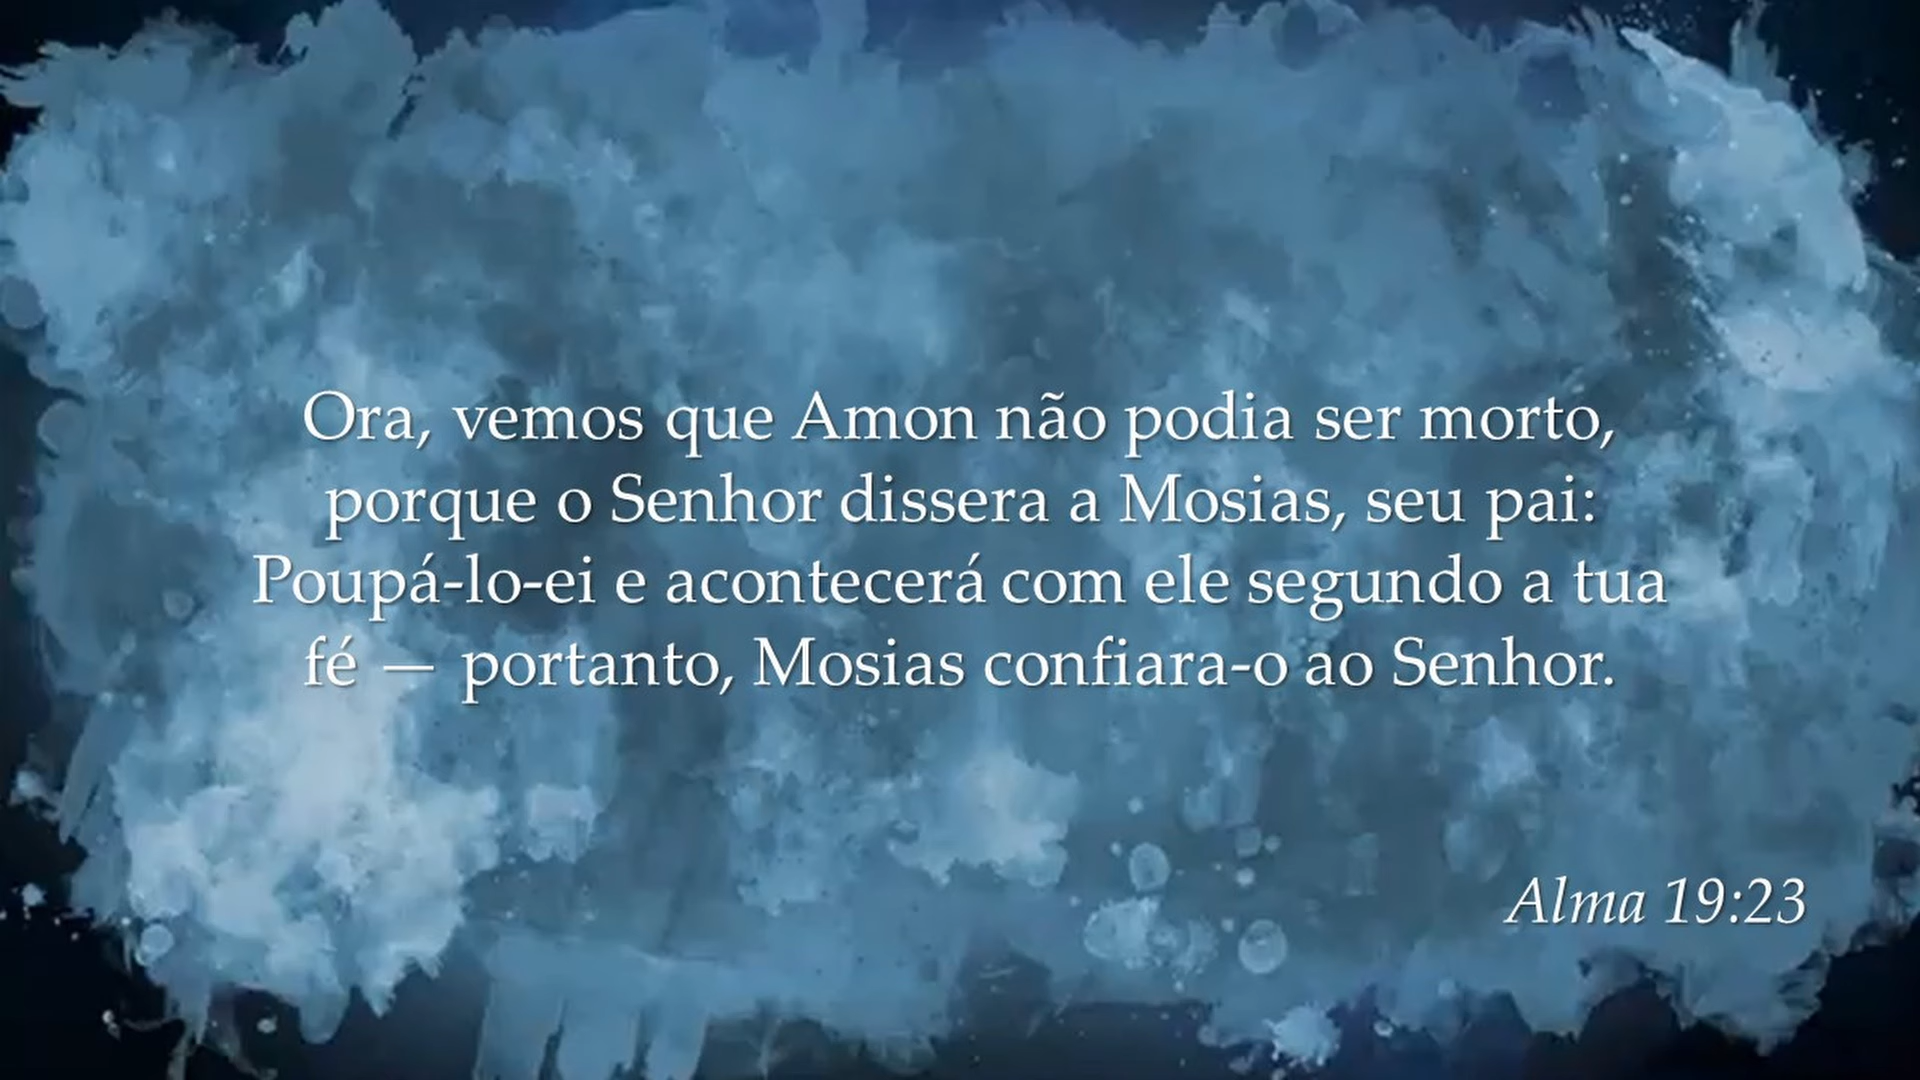 Ora, vemos que Amon não podia ser morto,
porque o Senhor dissera a Mosias, seu pai:
Poupá-lo-ei e acontecerá com ele segundo a tua
fé — portanto, Mosias confiara-o ao Senhor.
Alma 19:23